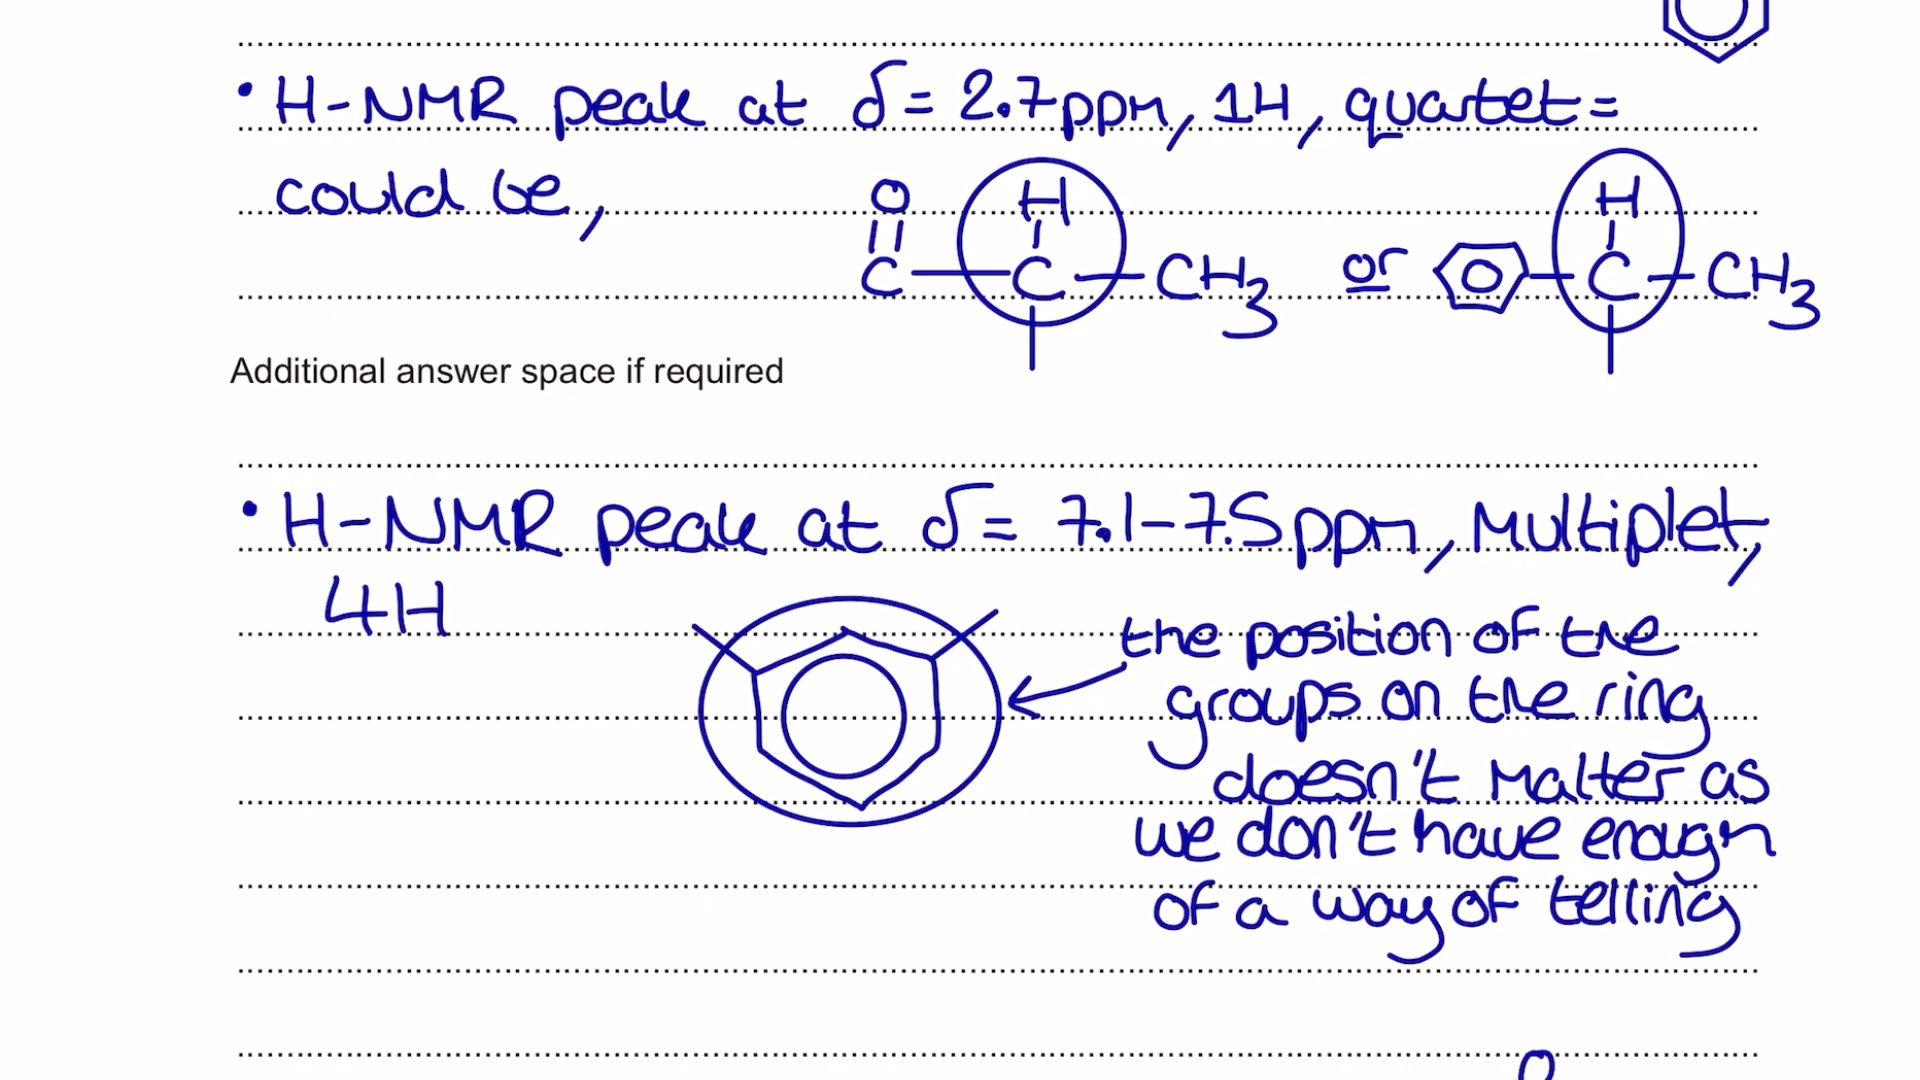 • H-NMR peak at δ= 2.7ppm, 1H, quartet=
could be,
O H H
C C CH3 or C CH3
Additional answer space if required
• H-NMR peak at δ= 7.1-7.5ppm, Multiplet,
4H
the position of the
groups on the ring
doesn't matter as
we don't have enough
of a way of telling